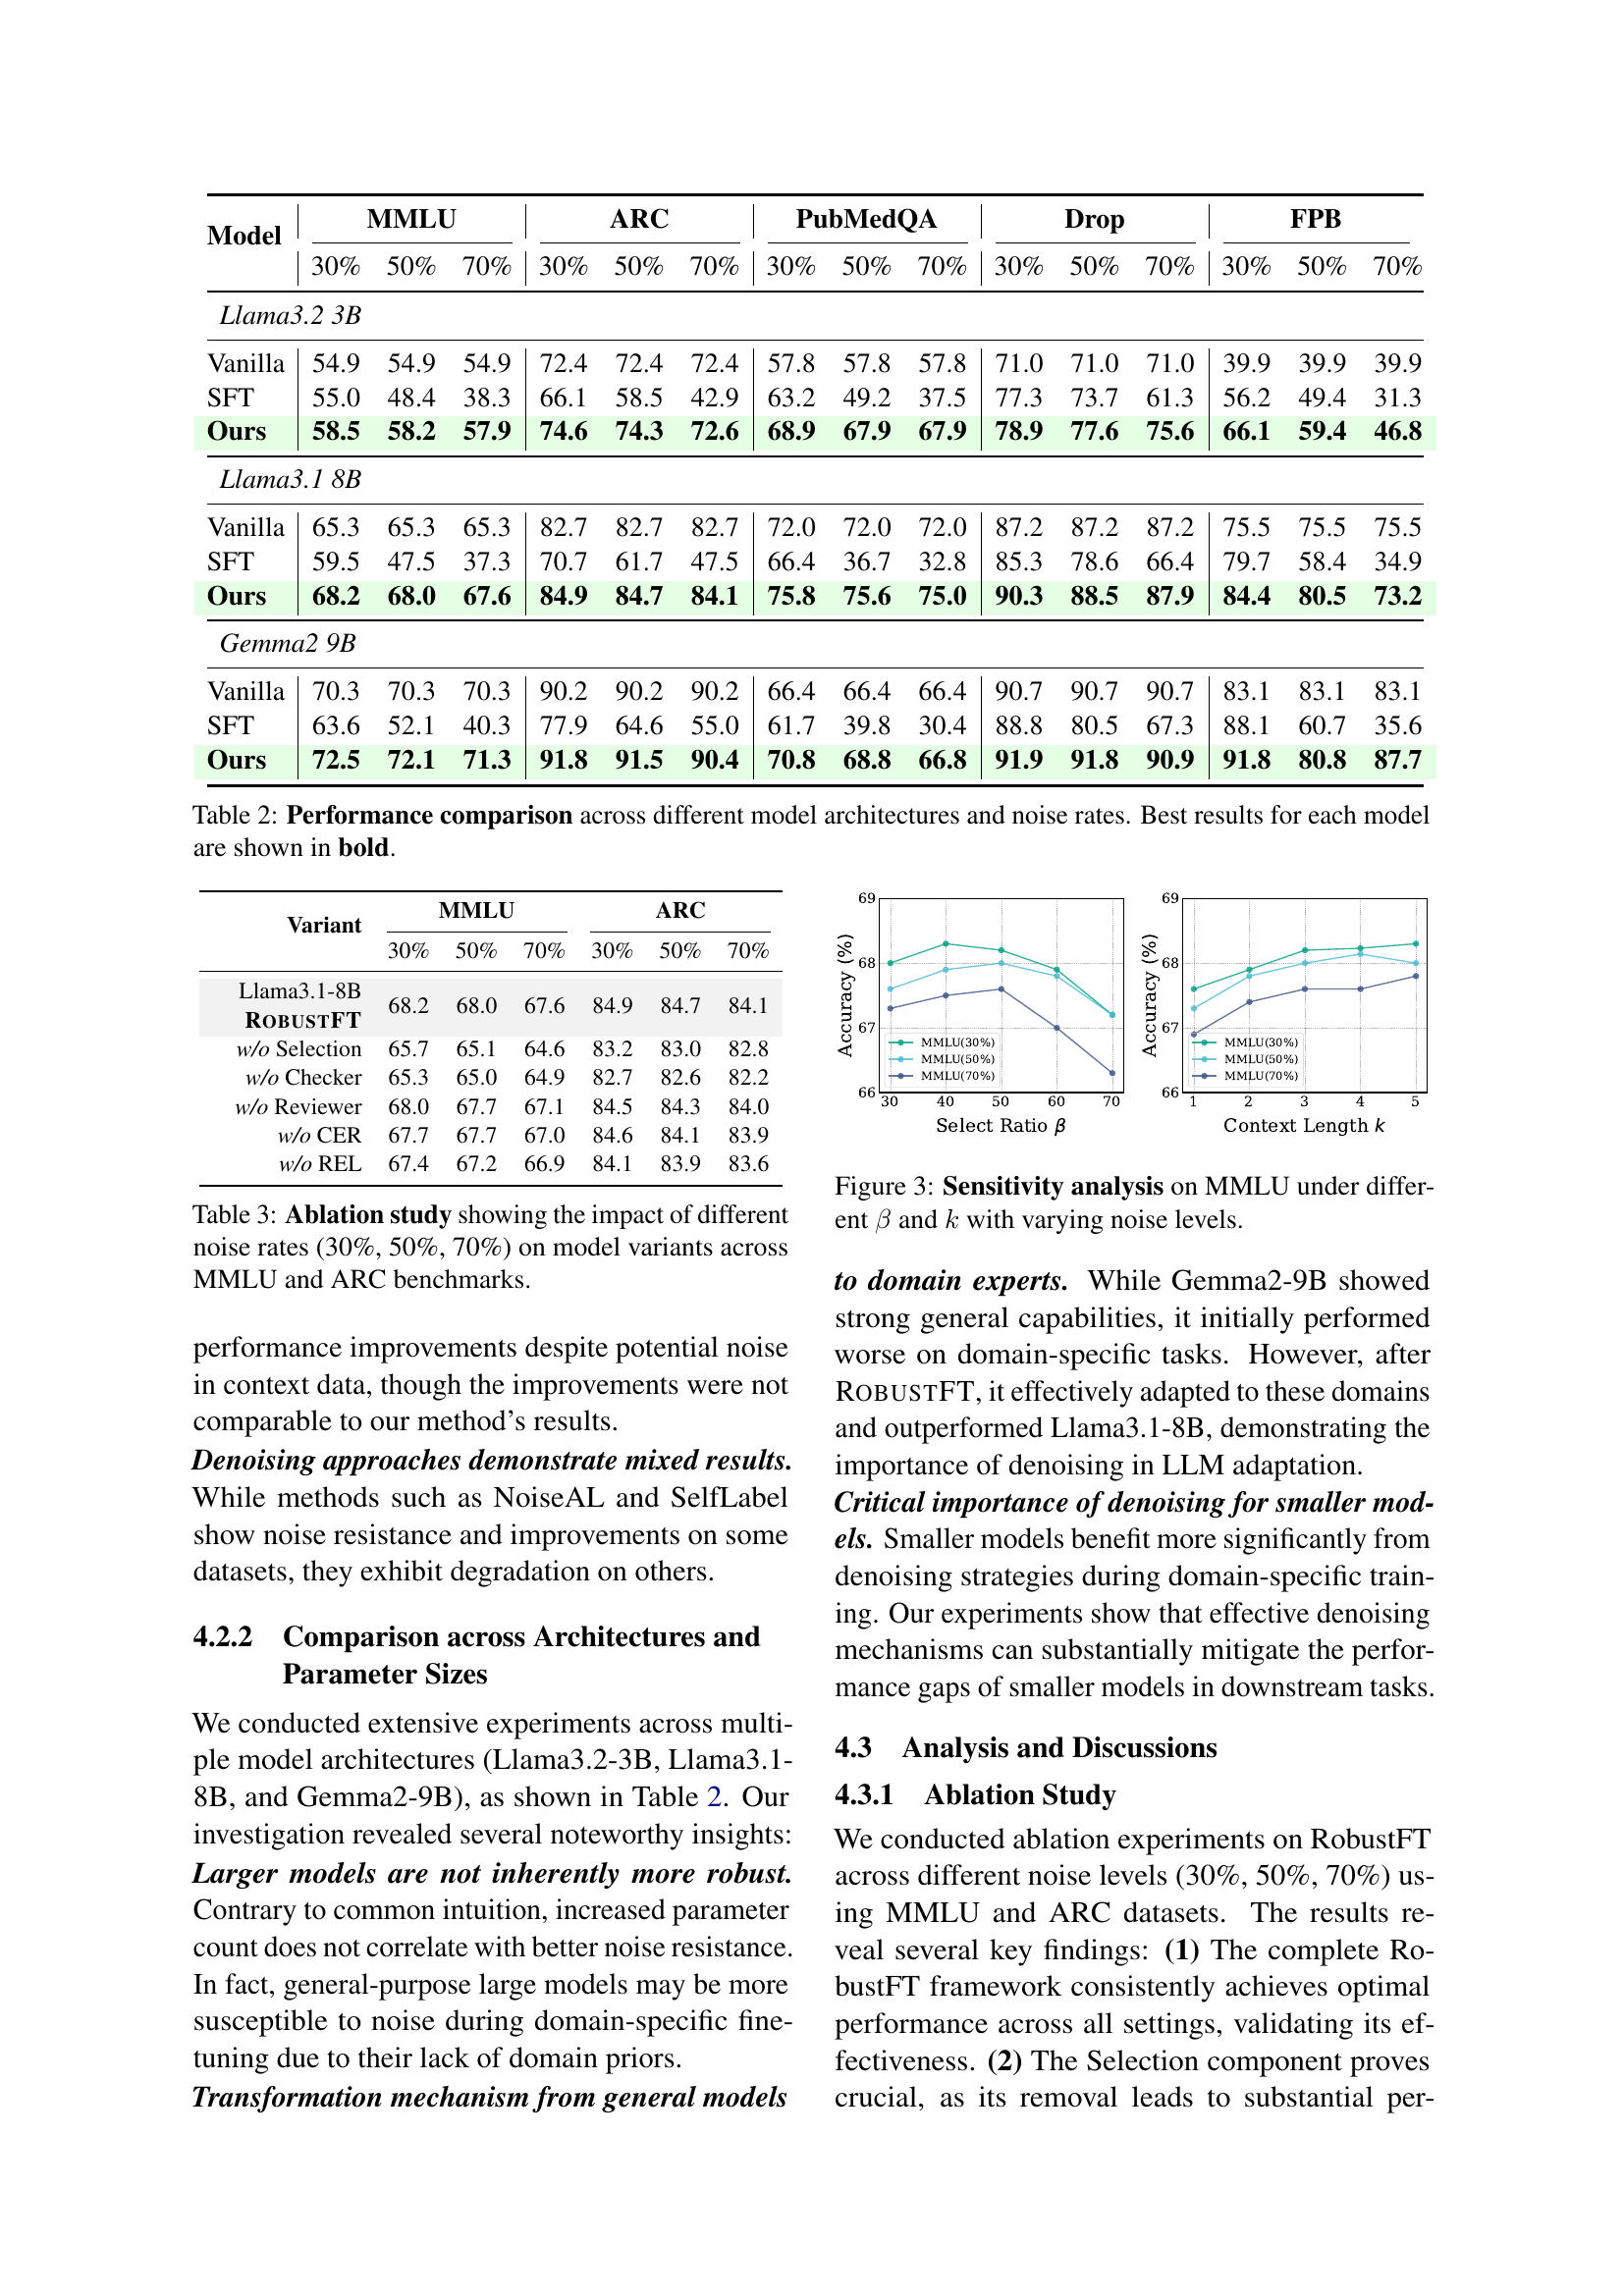 Model MMLU ARC PubMedQA Drop FPB
30% 50% 70% 30% 50% 70% 30% 50% 70% 30% 50% 70% 30% 50% 70%
Llama3.2 3B
Vanilla 54.9 54.9 54.9 72.4 72.4 72.4 57.8 57.8 57.8 71.0 71.0 71.0 39.9 39.9 39.9
SFT 55.0 48.4 38.3 66.1 58.5 42.9 63.2 49.2 37.5 77.3 73.7 61.3 56.2 49.4 31.3
Ours 58.5 58.2 57.9 74.6 74.3 72.6 68.9 67.9 67.9 78.9 77.6 75.6 66.1 59.4 46.8
Llama3.1 8B
Vanilla 65.3 65.3 65.3 82.7 82.7 82.7 72.0 72.0 72.0 87.2 87.2 87.2 75.5 75.5 75.5
SFT 59.5 47.5 37.3 70.7 61.7 47.5 66.4 36.7 32.8 85.3 78.6 66.4 79.7 58.4 34.9
Ours 68.2 68.0 67.6 84.9 84.7 84.1 75.8 75.6 75.0 90.3 88.5 87.9 84.4 80.5 73.2
Gemma2 9B
Vanilla 70.3 70.3 70.3 90.2 90.2 90.2 66.4 66.4 66.4 90.7 90.7 90.7 83.1 83.1 83.1
SFT 63.6 52.1 40.3 77.9 64.6 55.0 61.7 39.8 30.4 88.8 80.5 67.3 88.1 60.7 35.6
Ours 72.5 72.1 71.3 91.8 91.5 90.4 70.8 68.8 66.8 91.9 91.8 90.9 91.8 80.8 87.7
Table 2: Performance comparison across different model architectures and noise rates. Best results for each model
are shown in bold.
Variant MMLU ARC
30% 50% 70% 30% 50% 70%
Llama3.1-8B
ROBUSTFT 68.2 68.0 67.6 84.9 84.7 84.1
w/o Selection 65.7 65.1 64.6 83.2 83.0 82.8
w/o Checker 65.3 65.0 64.9 82.7 82.6 82.2
w/o Reviewer 68.0 67.7 67.1 84.5 84.3 84.0
w/o CER 67.7 67.7 67.0 84.6 84.1 83.9
w/o REL 67.4 67.2 66.9 84.1 83.9 83.6
Table 3: Ablation study showing the impact of different
noise rates (30%, 50%, 70%) on model variants across
MMLU and ARC benchmarks.
performance improvements despite potential noise
in context data, though the improvements were not
comparable to our method's results.
Denoising approaches demonstrate mixed results.
While methods such as NoiseAL and SelfLabel
show noise resistance and improvements on some
datasets, they exhibit degradation on others.
4.2.2 Comparison across Architectures and
Parameter Sizes
We conducted extensive experiments across multi-
ple model architectures (Llama3.2-3B, Llama3.1-
8B, and Gemma2-9B), as shown in Table 2. Our
investigation revealed several noteworthy insights:
Larger models are not inherently more robust.
Contrary to common intuition, increased parameter
count does not correlate with better noise resistance.
In fact, general-purpose large models may be more
susceptible to noise during domain-specific fine-
tuning due to their lack of domain priors.
Transformation mechanism from general models
69
68
67
66
Accuracy (%)
MMLU(30%)
MMLU(50%)
MMLU(70%)
30 40 50 60 70
Select Ratio β
69
68
67
66
Accuracy (%)
MMLU(30%)
MMLU(50%)
MMLU(70%)
1 2 3 4 5
Context Length k
Figure 3: Sensitivity analysis on MMLU under differ-
ent β and k with varying noise levels.
to domain experts. While Gemma2-9B showed
strong general capabilities, it initially performed
worse on domain-specific tasks. However, after
ROBUSTFT, it effectively adapted to these domains
and outperformed Llama3.1-8B, demonstrating the
importance of denoising in LLM adaptation.
Critical importance of denoising for smaller mod-
els. Smaller models benefit more significantly from
denoising strategies during domain-specific train-
ing. Our experiments show that effective denoising
mechanisms can substantially mitigate the perfor-
mance gaps of smaller models in downstream tasks.
4.3 Analysis and Discussions
4.3.1 Ablation Study
We conducted ablation experiments on RobustFT
across different noise levels (30%, 50%, 70%) us-
ing MMLU and ARC datasets. The results re-
veal several key findings: (1) The complete Ro-
bustFT framework consistently achieves optimal
performance across all settings, validating its ef-
fectiveness. (2) The Selection component proves
crucial, as its removal leads to substantial per-